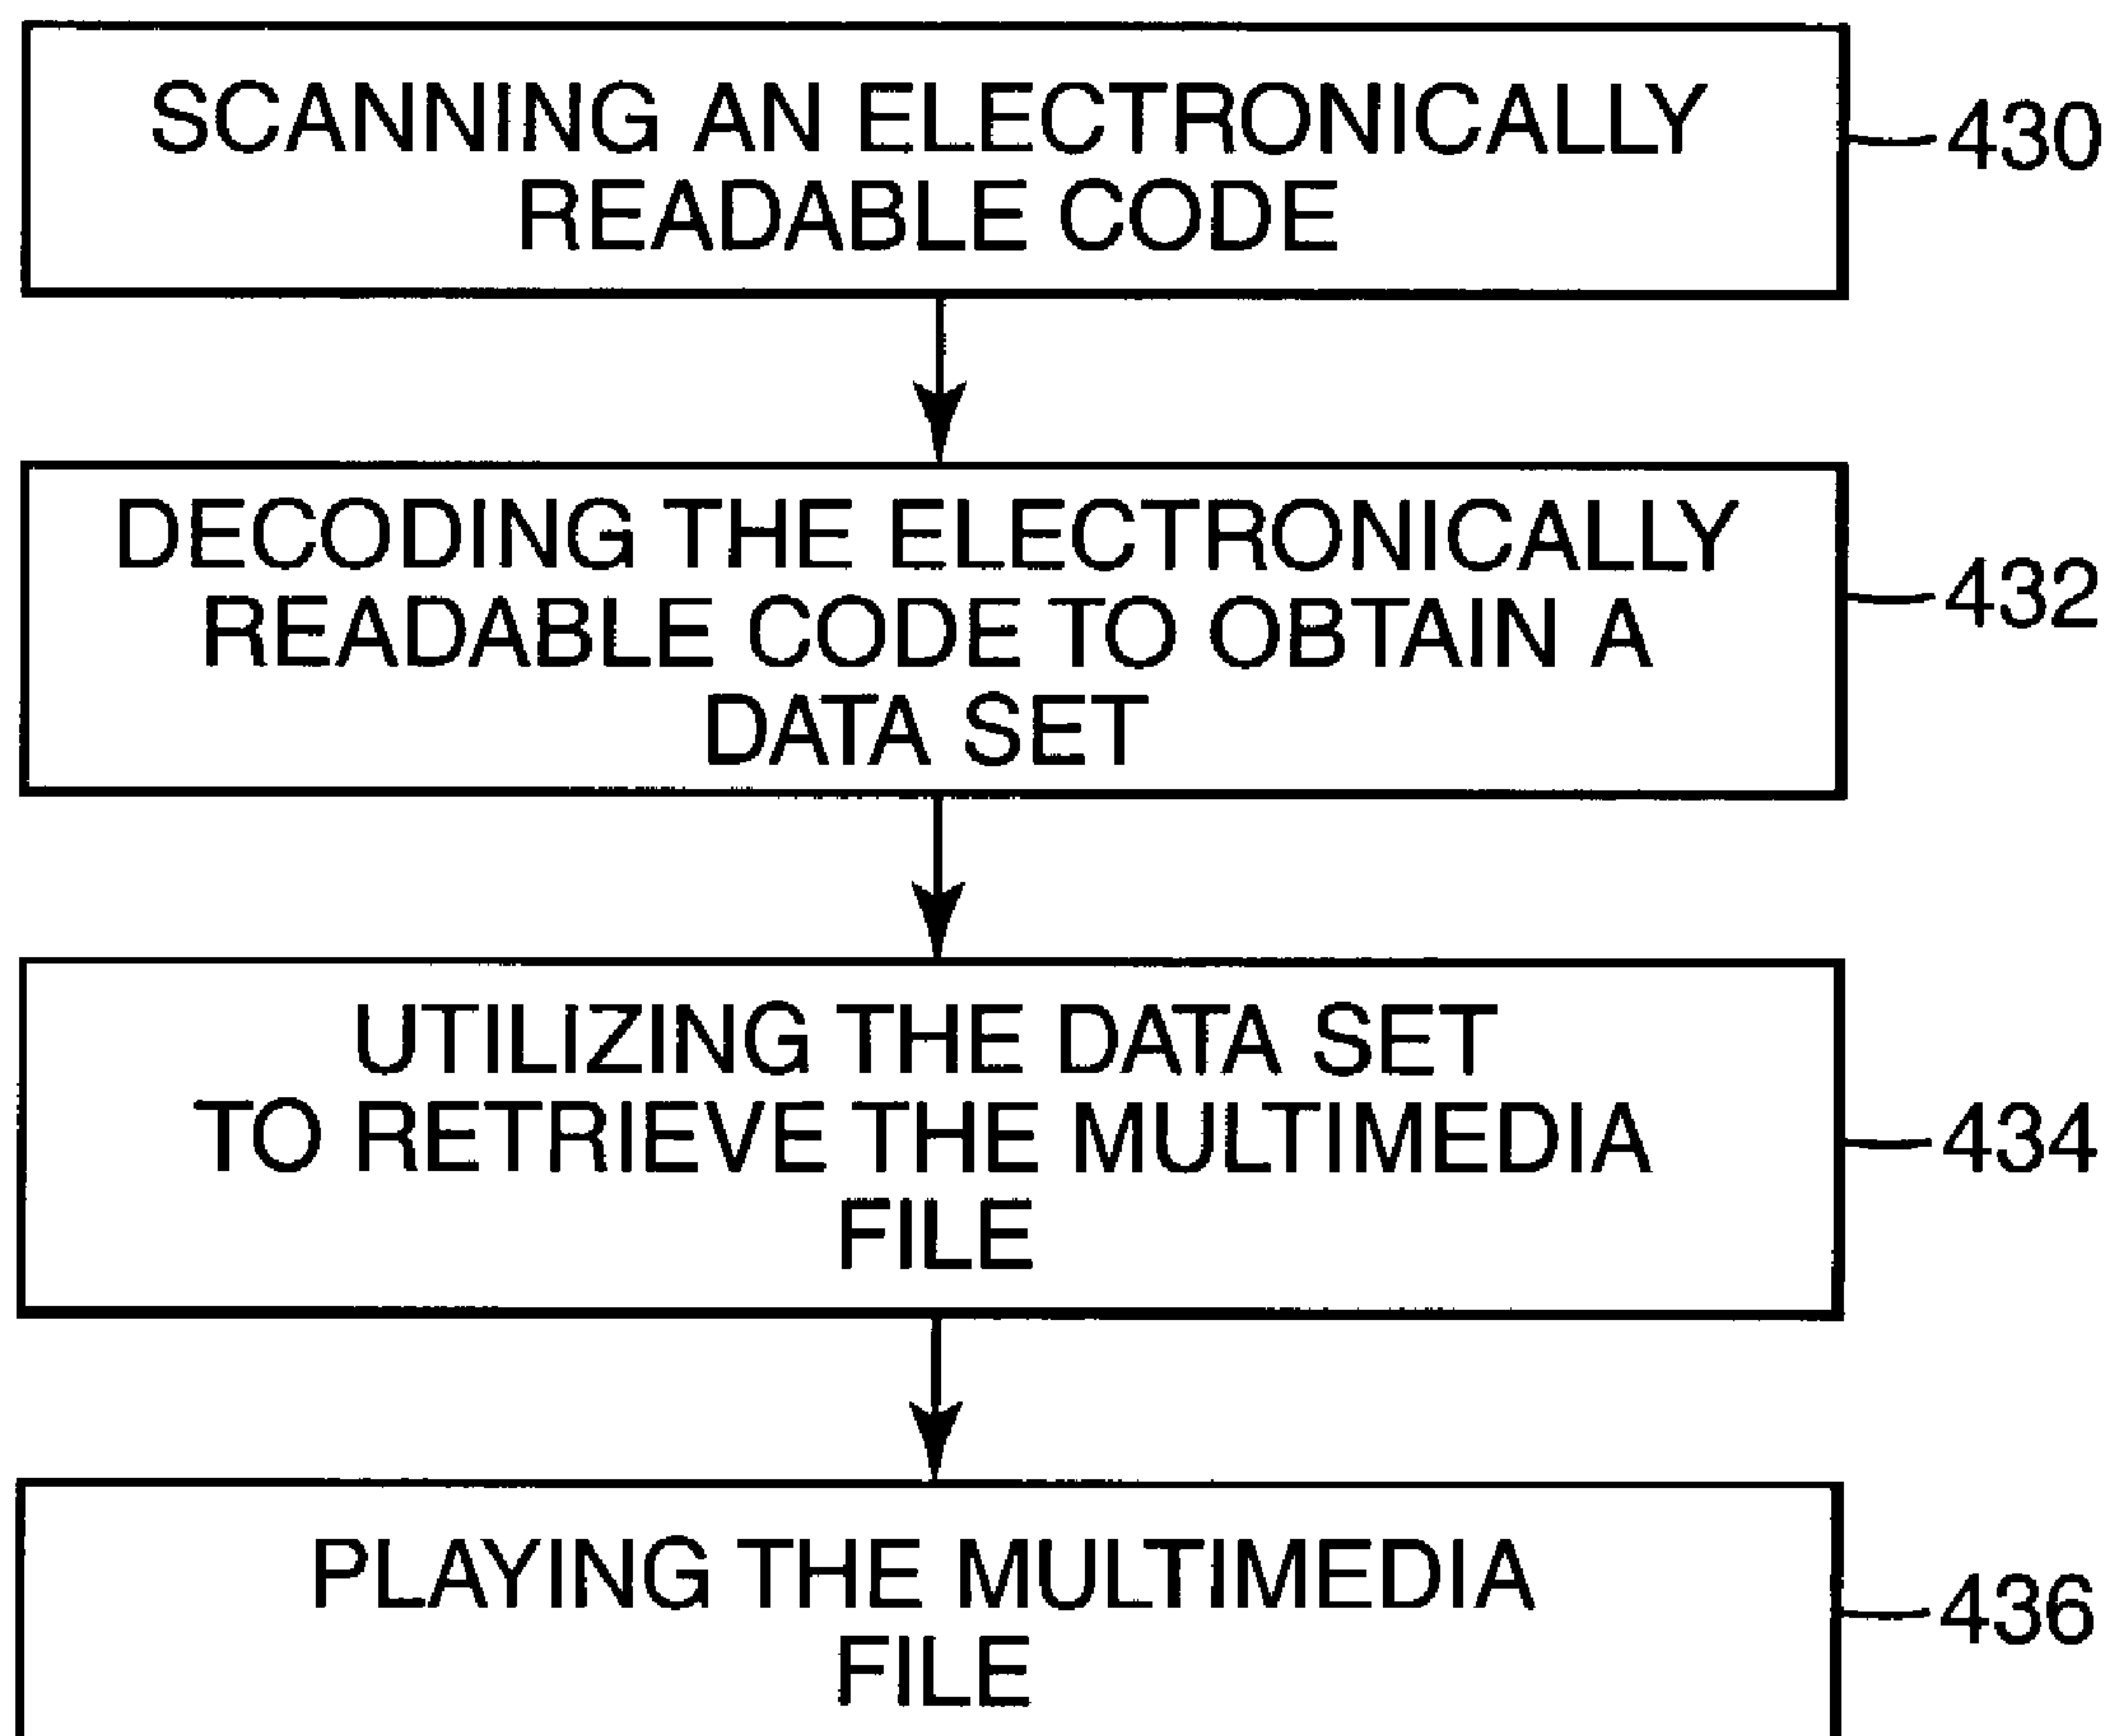 SCANNING AN ELECTRONICALLY
READABLE CODE
430
DECODING THE ELECTRONICALLY
READABLE CODE TO OBTAIN A
DATA SET
432
UTILIZING THE DATA SET
TO RETRIEVE THE MULTIMEDIA
FILE
434
PLAYING THE MULTIMEDIA
FILE
436